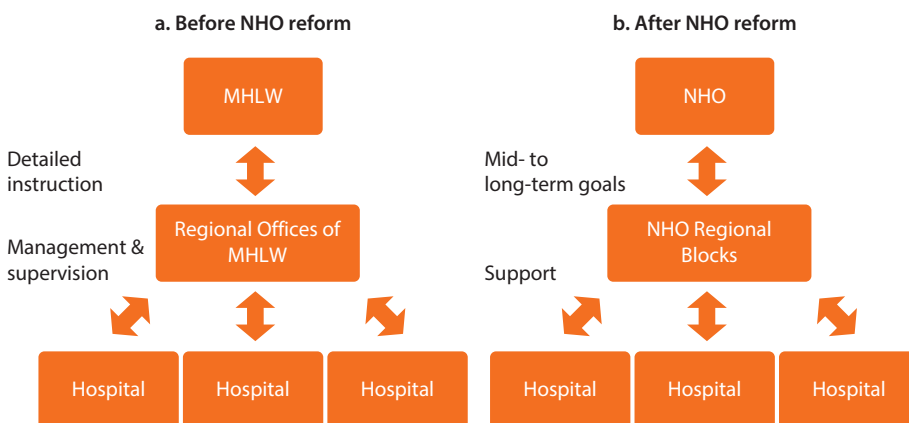 a. Before NHO reform
MHLW
Detailed
instruction
Regional Offices of
MHLW
Management &
supervision
Hospital
Hospital
Hospital
b. After NHO reform
NHO
Mid- to
long-term goals
NHO Regional
Blocks
Support
Hospital
Hospital
Hospital